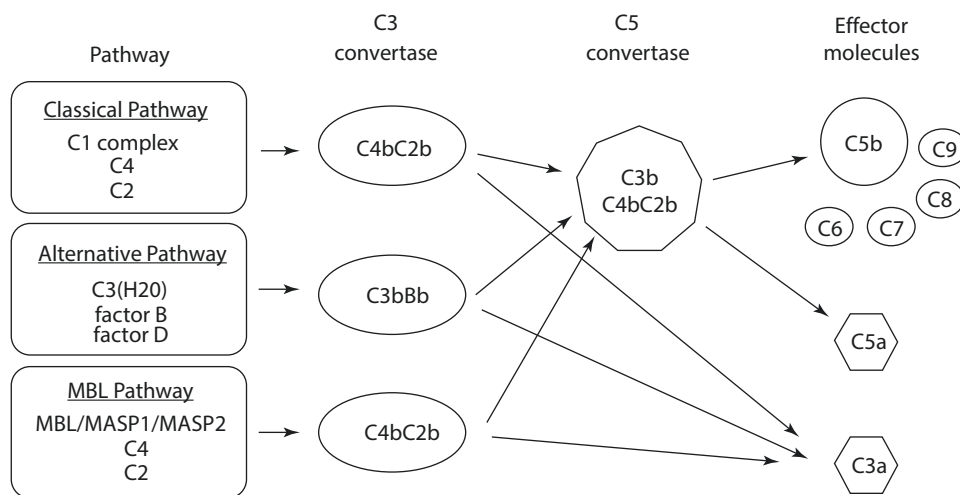 Pathway
C3
convertase
C5
convertase
Effector
molecules
Classical Pathway
C1 complex
C4
C2
C4bC2b
C3b
C4bC2b
C5b
C9
C8
C7
C6
Alternative Pathway
C3(H20)
factor B
factor D
C3bBb
C5a
MBL Pathway
MBL/MASP1/MASP2
C4
C2
C4bC2b
C3a